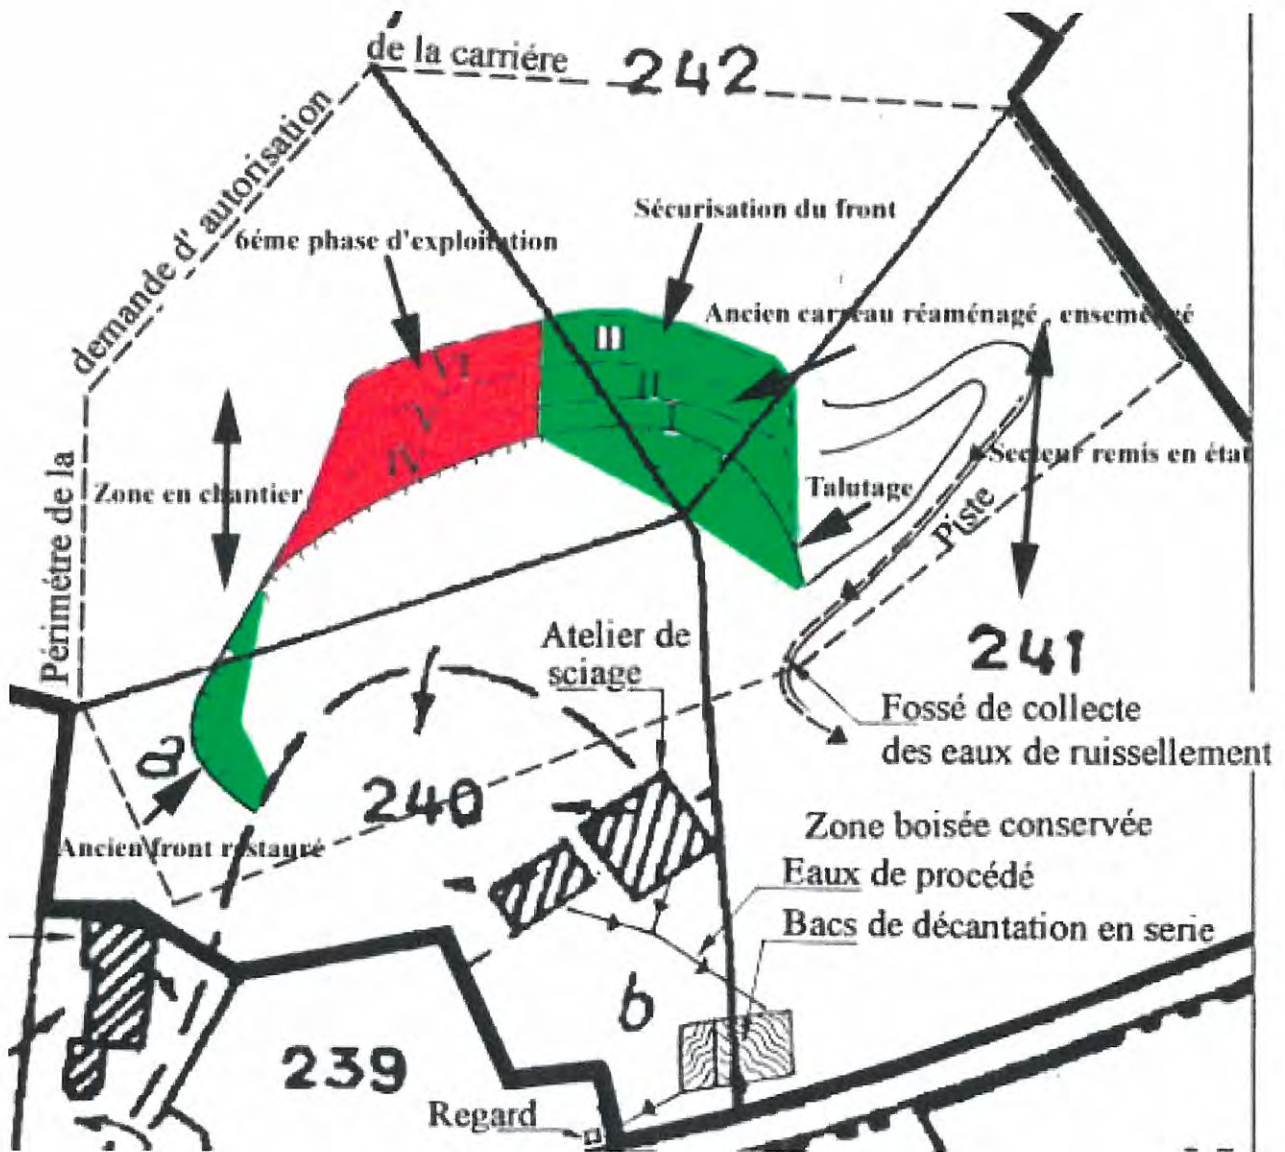 de la carriére
242
demande d' autorisation
Sécurisation du front
6éme phase d'exploitation
Ancien carreau réaménagé , ensemencé
III
VI
II
I
V
IV
Secteur remis en état
Zone en chantier
Talutage
Piste
Périmétre de la
Atelier de
sciage
241
Fossé de collecte
des eaux de ruissellement
a
240
Zone boisée conservée
Ancien front restauré
Eaux de procédé
Bacs de décantation en serie
b
239
Regard